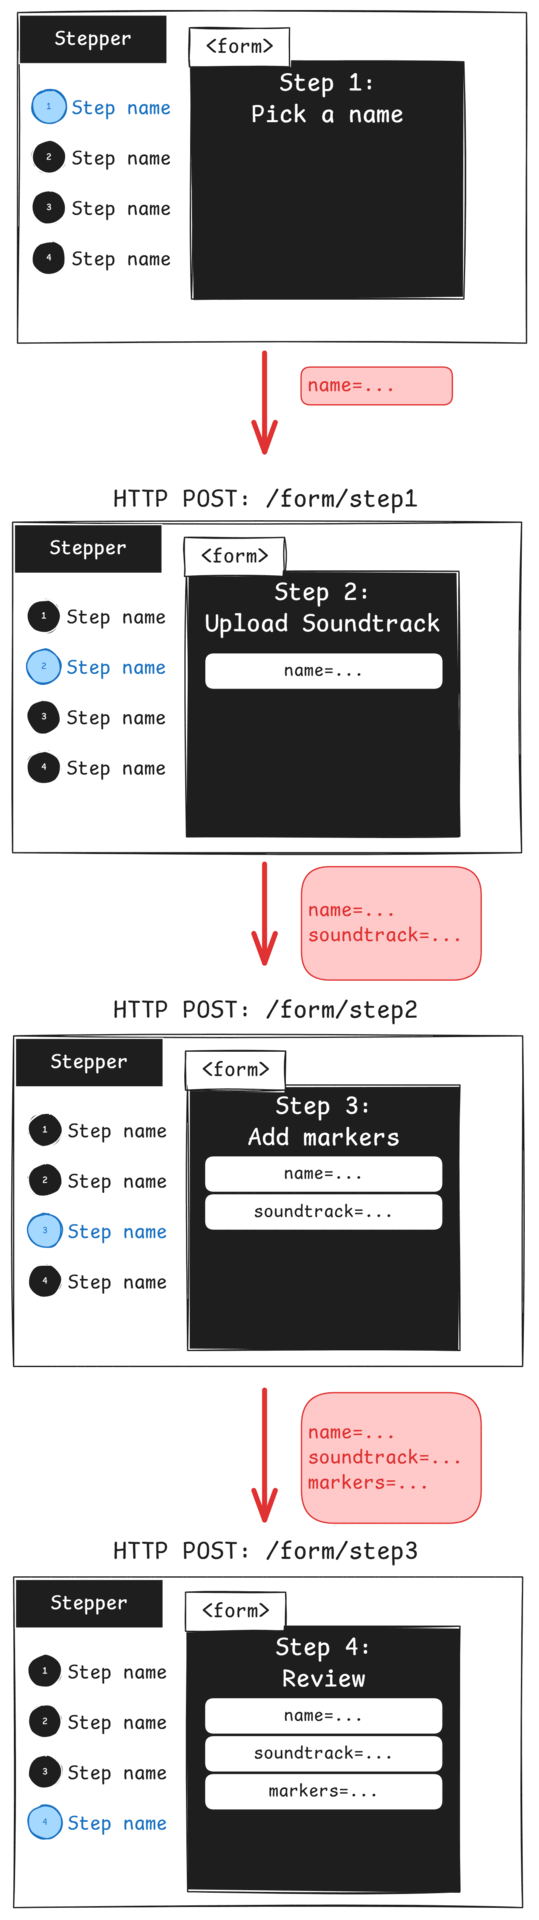 Stepper
<form>
Step 1:
Pick a name
1 Step name
2 Step name
3 Step name
4 Step name
name=...
HTTP POST: /form/step1
Stepper
<form>
Step 2:
Upload Soundtrack
name=...
1 Step name
2 Step name
3 Step name
4 Step name
name=...
soundtrack=...
HTTP POST: /form/step2
Stepper
<form>
Step 3:
Add markers
name=...
soundtrack=...
1 Step name
2 Step name
3 Step name
4 Step name
name=...
soundtrack=...
markers=...
HTTP POST: /form/step3
Stepper
<form>
Step 4:
Review
name=...
soundtrack=...
markers=...
1 Step name
2 Step name
3 Step name
4 Step name